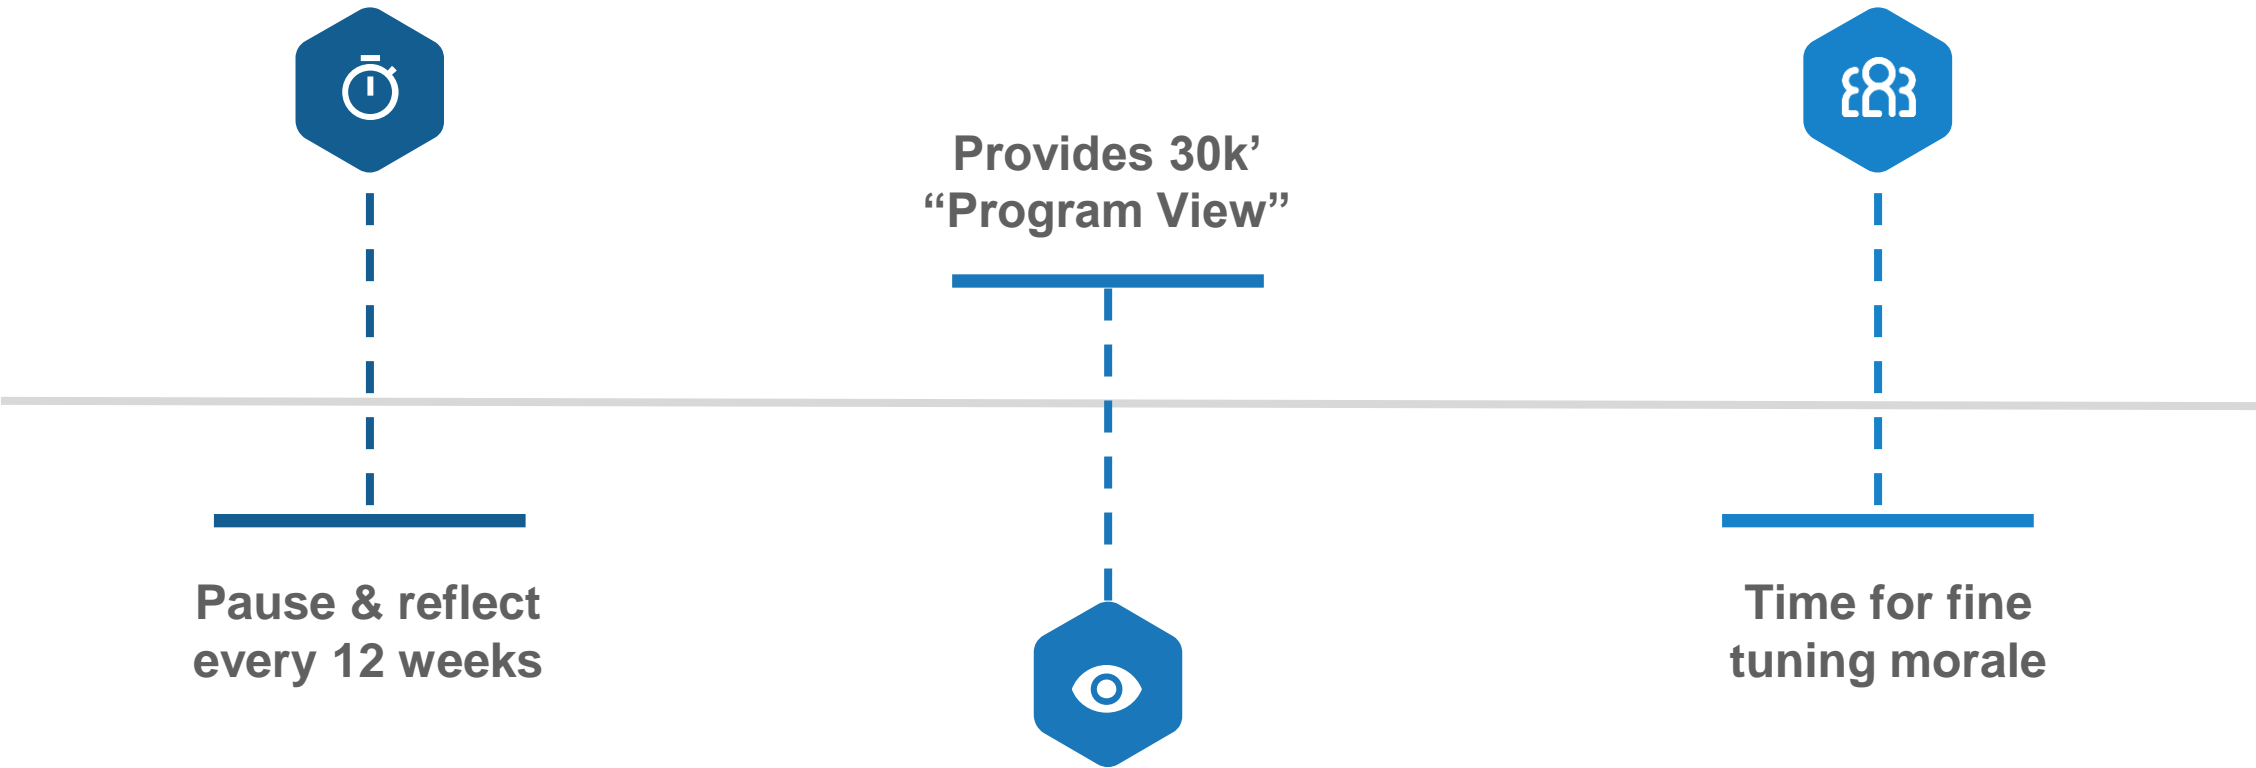 Pause & reflect
every 12 weeks
Provides 30k’
“Program View”
Time for fine
tuning morale